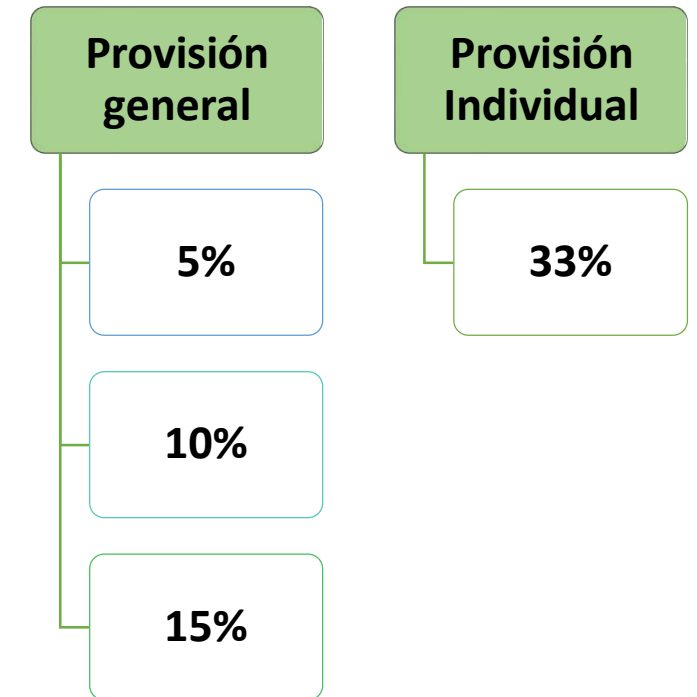 Provisión
general
5%
10%
15%
Provisión
Individual
33%